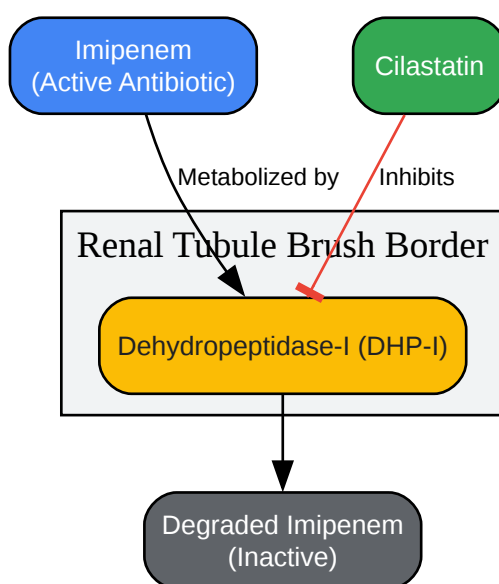 Imipenem
(Active Antibiotic)
Cilastatin
Metabolized by
Inhibits
Renal Tubule Brush Border
Dehydropeptidase-I (DHP-I)
Degraded Imipenem
(Inactive)